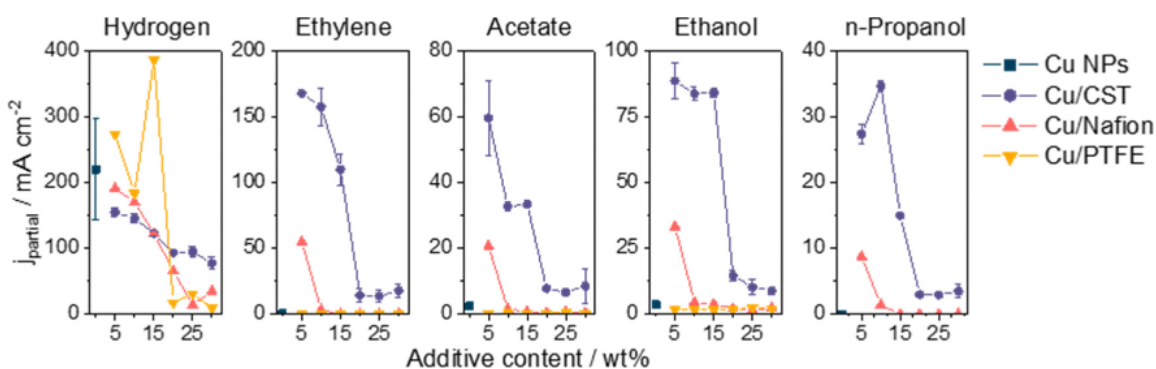 Hydrogen Ethylene Acetate Ethanol n-Propanol
400 200 80 100 40
300 150 60 75 30
200 100 40 50 20
100 50 20 25 10
0 0 0 0 0
5 15 25 5 15 25 5 15 25 5 15 25 5 15 25
j_partial / mA cm⁻²
Additive content / wt%
Cu NPs
Cu/CST
Cu/Nafion
Cu/PTFE